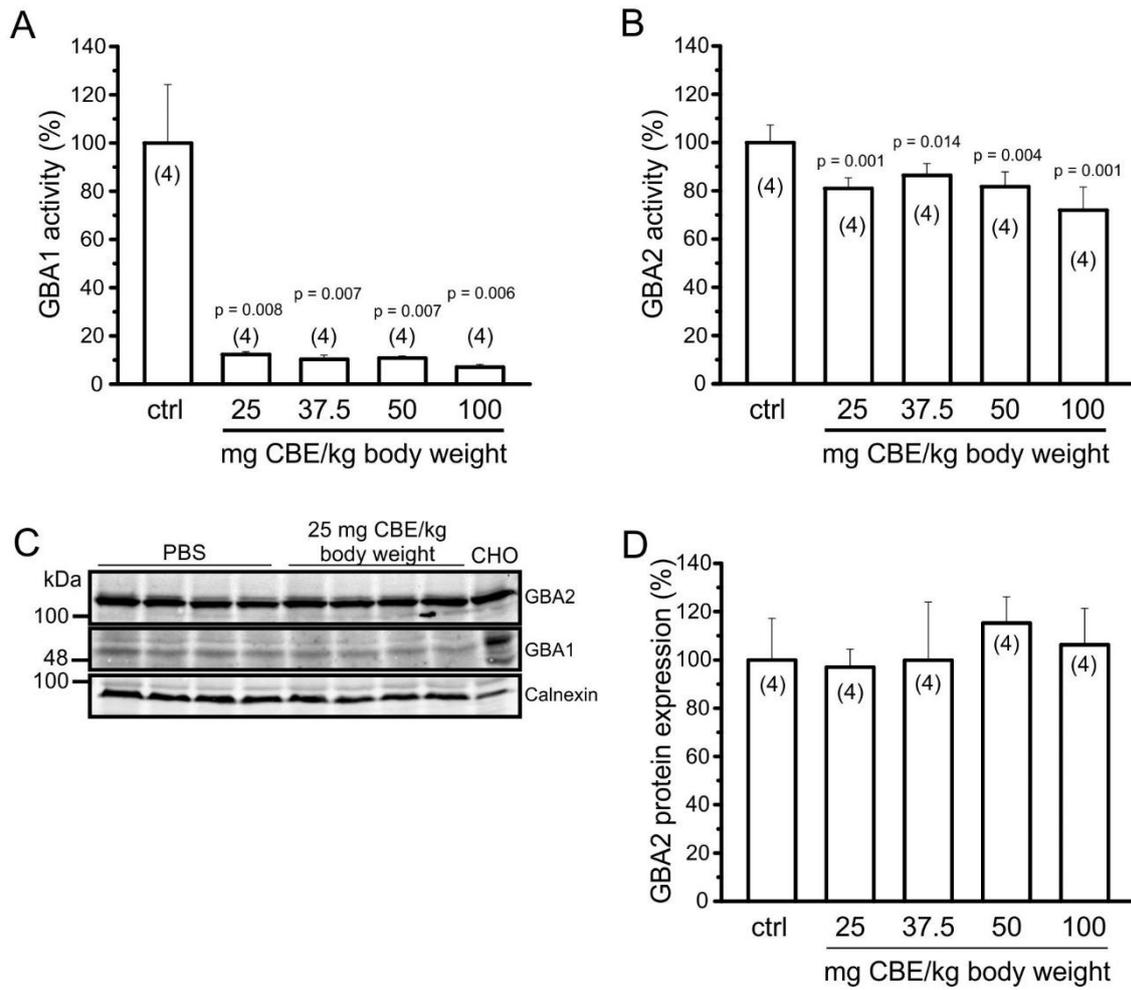 A
GBA1 activity (%)
140
120
100
80
60
40
20
0
(4)
p = 0.008
p = 0.007
p = 0.007
p = 0.006
(4)
(4)
(4)
(4)
ctrl 25 37.5 50 100
mg CBE/kg body weight
B
GBA2 activity (%)
140
120
100
80
60
40
20
0
p = 0.001
p = 0.014
p = 0.004
p = 0.001
(4)
(4)
(4)
(4)
(4)
ctrl 25 37.5 50 100
mg CBE/kg body weight
C
PBS
25 mg CBE/kg
body weight
CHO
kDa
100
GBA2
48
GBA1
100
Calnexin
D
GBA2 protein expression (%)
140
120
100
80
60
40
20
0
(4)
(4)
(4)
(4)
(4)
ctrl 25 37.5 50 100
mg CBE/kg body weight